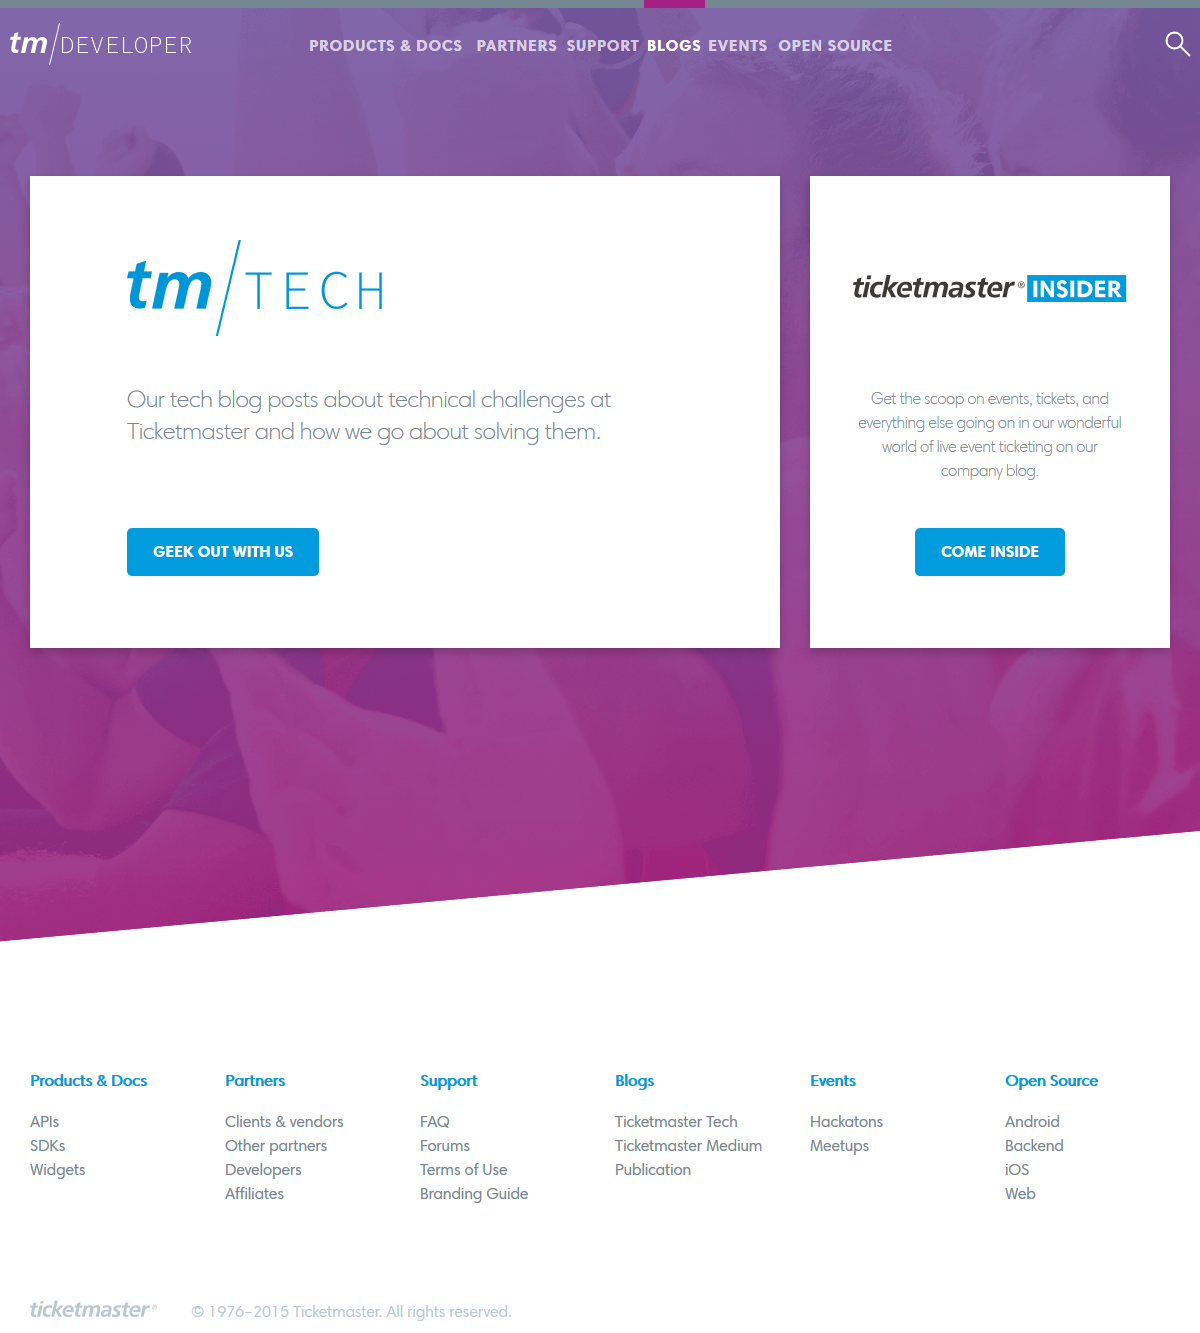 tm/DEVELOPER
PRODUCTS & DOCS PARTNERS SUPPORT BLOGS EVENTS OPEN SOURCE
tm/TECH
Our tech blog posts about technical challenges at
Ticketmaster and how we go about solving them.
GEEK OUT WITH US
ticketmaster® INSIDER
Get the scoop on events, tickets, and
everything else going on in our wonderful
world of live event ticketing on our
company blog.
COME INSIDE
Products & Docs
APIs
SDKs
Widgets
Partners
Clients & vendors
Other partners
Developers
Affiliates
Support
FAQ
Forums
Terms of Use
Branding Guide
Blogs
Ticketmaster Tech
Ticketmaster Medium
Publication
Events
Hackatons
Meetups
Open Source
Android
Backend
iOS
Web
ticketmaster® © 1976–2015 Ticketmaster. All rights reserved.